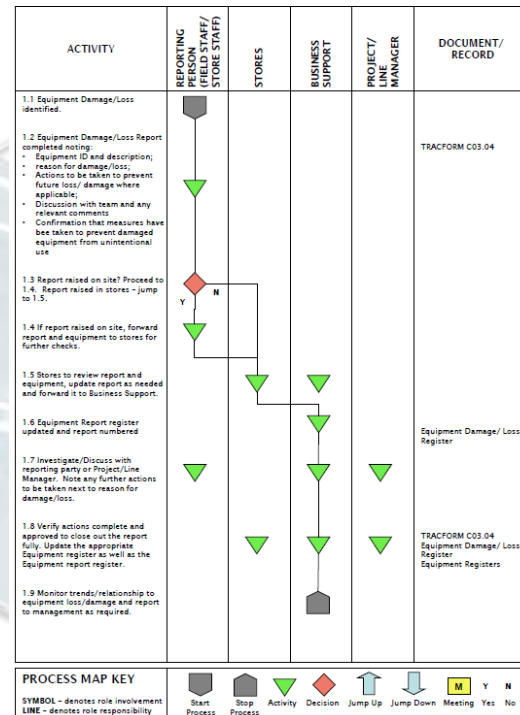 ACTIVITY
REPORTING
PERSON
(FIELD STAFF/
STORE STAFF)
STORES
BUSINESS
SUPPORT
PROJECT/
LINE
MANAGER
DOCUMENT/
RECORD
1.1 Equipment Damage/Loss
identified.
1.2 Equipment Damage/Loss Report
completed noting:
• Equipment ID and description;
• reason for damage/loss;
• Actions to be taken to prevent
future loss/ damage where
applicable;
• Discussion with team and any
relevant comments
• Confirmation that measures have
bee taken to prevent damaged
equipment from unintentional
use
TRACFORM C03.04
1.3 Report raised on site? Proceed to
1.4. Report raised in stores – jump
to 1.5.
N
Y
1.4 If report raised on site, forward
report and equipment to stores for
further checks.
1.5 Stores to review report and
equipment, update report as needed
and forward it to Business Support.
1.6 Equipment Report register
updated and report numbered
Equipment Damage/ Loss
Register
1.7 Investigate/Discuss with
reporting party or Project/Line
Manager. Note any further actions
to be taken next to reason for
damage/loss.
1.8 Verify actions complete and
approved to close out the report
fully. Update the appropriate
Equipment register as well as the
Equipment report register.
TRACFORM C03.04
Equipment Damage/ Loss
Register
Equipment Registers
1.9 Monitor trends/relationship to
equipment loss/damage and report
to management as required.
PROCESS MAP KEY
SYMBOL – denotes role involvement
LINE – denotes role responsibility
Start
Process
Stop
Process
Activity
Decision
Jump Up
Jump Down
M
Meeting
Y
Yes
N
No